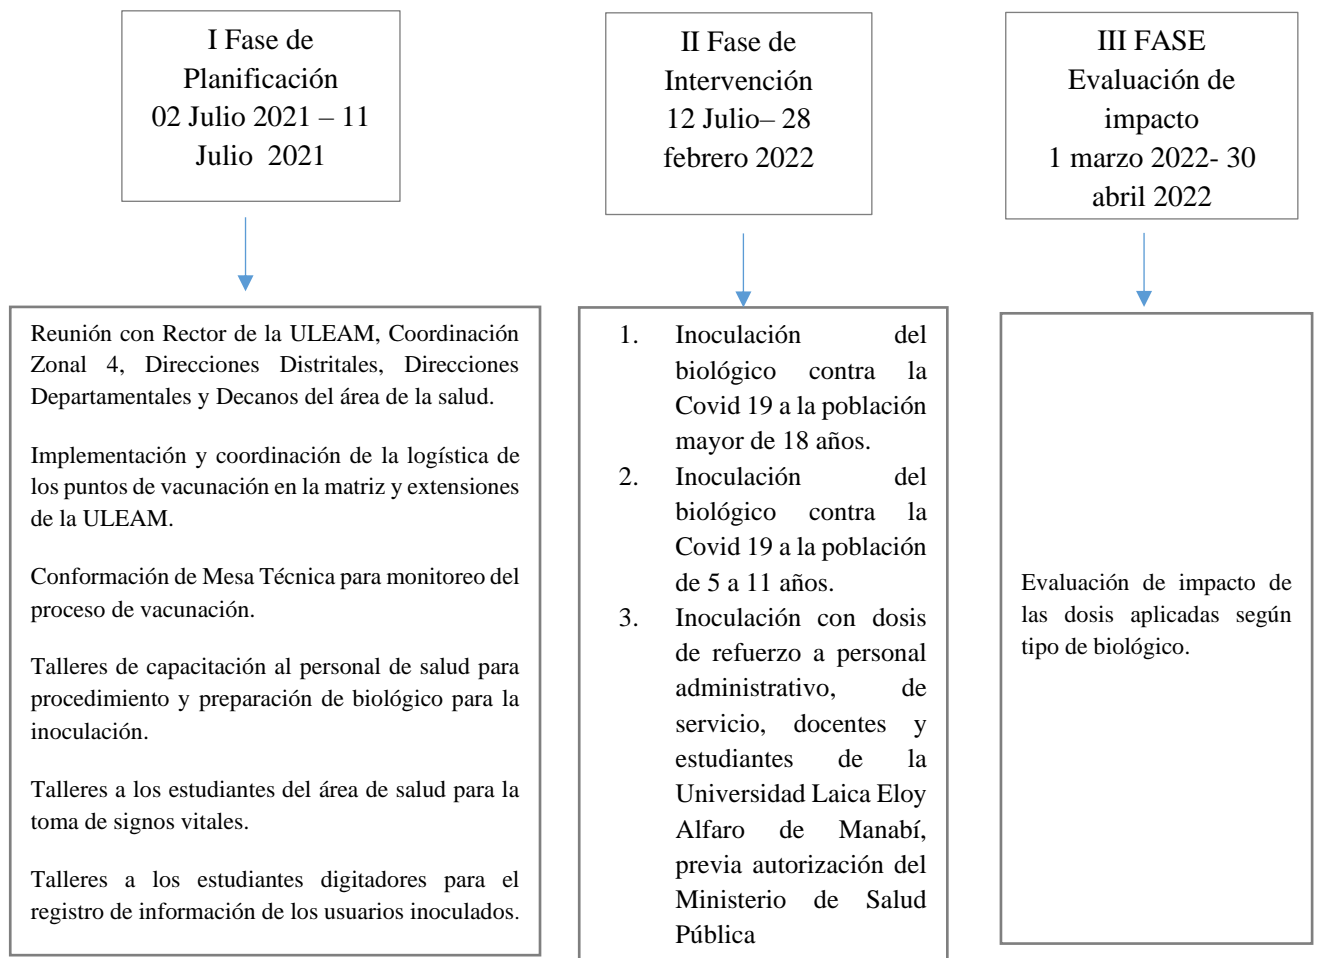 I Fase de
Planificación
02 Julio 2021 – 11
Julio 2021
II Fase de
Intervención
12 Julio– 28
febrero 2022
III FASE
Evaluación de
impacto
1 marzo 2022- 30
abril 2022
Reunión con Rector de la ULEAM, Coordinación
Zonal 4, Direcciones Distritales, Direcciones
Departamentales y Decanos del área de la salud.
Implementación y coordinación de la logística de
los puntos de vacunación en la matriz y extensiones
de la ULEAM.
Conformación de Mesa Técnica para monitoreo del
proceso de vacunación.
Talleres de capacitación al personal de salud para
procedimiento y preparación de biológico para la
inoculación.
Talleres a los estudiantes del área de salud para la
toma de signos vitales.
Talleres a los estudiantes digitadores para el
registro de información de los usuarios inoculados.
1. Inoculación del
biológico contra la
Covid 19 a la población
mayor de 18 años.
2. Inoculación del
biológico contra la
Covid 19 a la población
de 5 a 11 años.
3. Inoculación con dosis
de refuerzo a personal
administrativo, de
servicio, docentes y
estudiantes de la
Universidad Laica Eloy
Alfaro de Manabí,
previa autorización del
Ministerio de Salud
Pública
Evaluación de impacto de
las dosis aplicadas según
tipo de biológico.